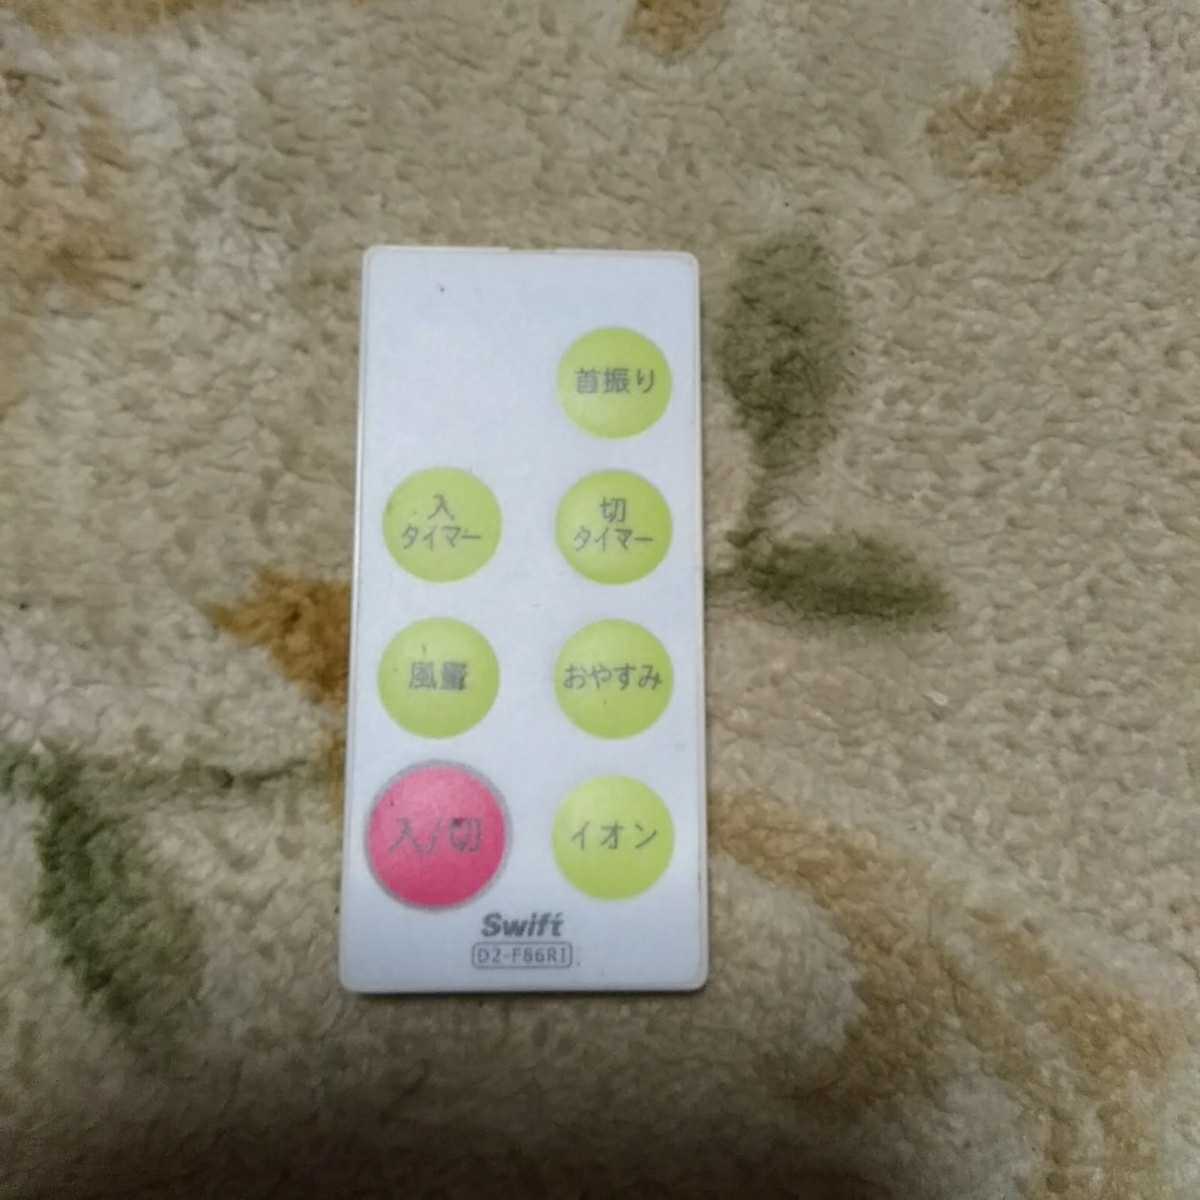 首振り
入
タイマー
切
タイマー
風量
おやすみ
入/切
イオン
Swift
D2-F86RI